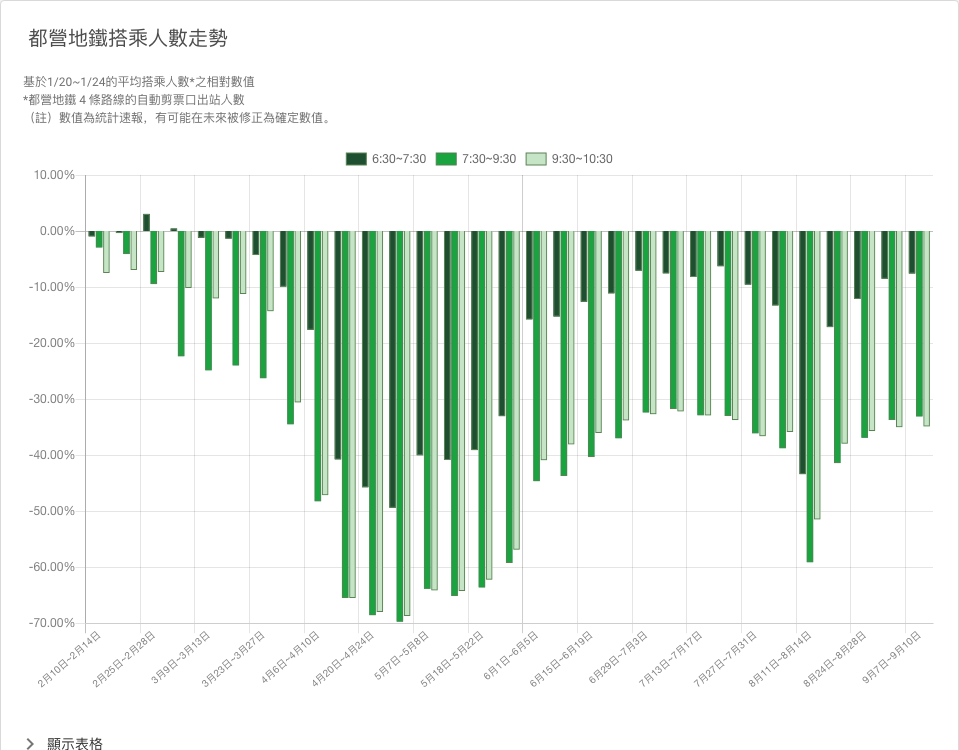 都營地鐵搭乘人數走勢
基於1/20~1/24的平均搭乘人數*之相對數值
*都營地鐵 4 條路線的自動剪票口出站人數
（註）數值為統計速報，有可能在未來被修正為確定數值。
6:30~7:30 7:30~9:30 9:30~10:30
10.00%
0.00%
-10.00%
-20.00%
-30.00%
-40.00%
-50.00%
-60.00%
-70.00%
2月10日~2月14日
2月25日~2月28日
3月9日~3月13日
3月23日~3月27日
4月6日~4月10日
4月20日~4月24日
5月7日~5月8日
5月18日~5月22日
6月1日~6月5日
6月15日~6月19日
6月29日~7月3日
7月13日~7月17日
7月27日~7月31日
8月11日~8月14日
8月24日~8月28日
9月7日~9月10日
顯示表格